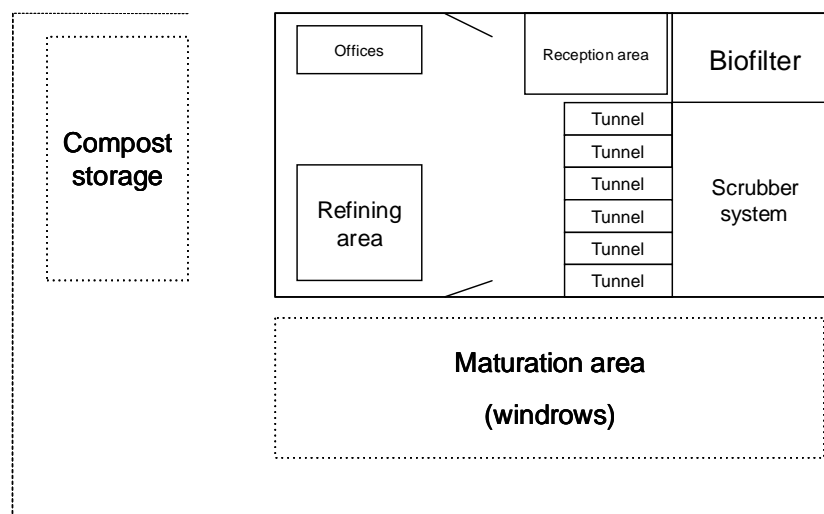 Offices
Reception area
Biofilter
Compost
storage
Tunnel
Tunnel
Tunnel
Tunnel
Tunnel
Tunnel
Refining
area
Scrubber
system
Maturation area
(windrows)